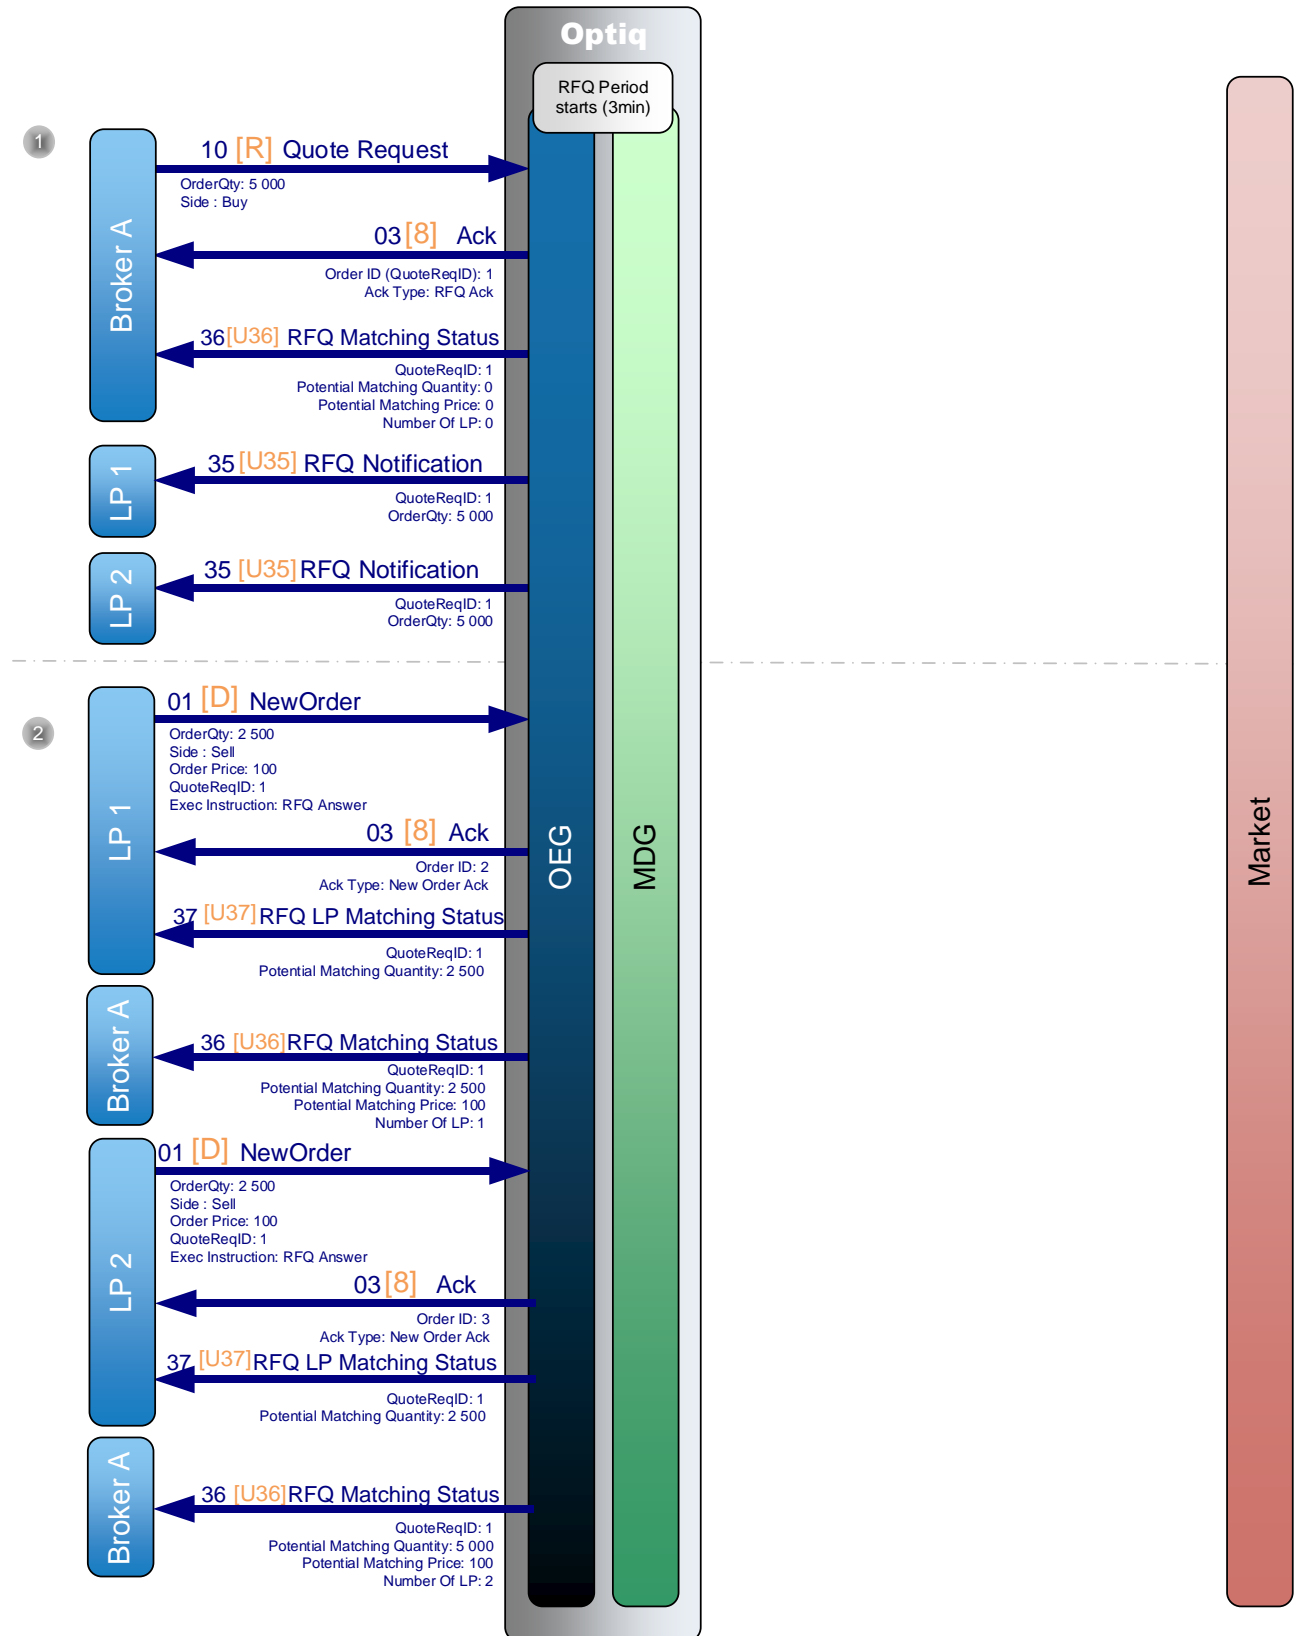 Optiq
RFQ Period
starts (3min)
1
Broker A
10 [R] Quote Request
OrderQty: 5 000
Side : Buy
03 [8] Ack
Order ID (QuoteReqID): 1
Ack Type: RFQ Ack
36 [U36] RFQ Matching Status
QuoteReqID: 1
Potential Matching Quantity: 0
Potential Matching Price: 0
Number Of LP: 0
LP 1
35 [U35] RFQ Notification
QuoteReqID: 1
OrderQty: 5 000
LP 2
35 [U35] RFQ Notification
QuoteReqID: 1
OrderQty: 5 000
2
LP 1
01 [D] NewOrder
OrderQty: 2 500
Side : Sell
Order Price: 100
QuoteReqID: 1
Exec Instruction: RFQ Answer
03 [8] Ack
Order ID: 2
Ack Type: New Order Ack
37 [U37] RFQ LP Matching Status
QuoteReqID: 1
Potential Matching Quantity: 2 500
OEG
MDG
Market
Broker A
36 [U36] RFQ Matching Status
QuoteReqID: 1
Potential Matching Quantity: 2 500
Potential Matching Price: 100
Number Of LP: 1
LP 2
01 [D] NewOrder
OrderQty: 2 500
Side : Sell
Order Price: 100
QuoteReqID: 1
Exec Instruction: RFQ Answer
03 [8] Ack
Order ID: 3
Ack Type: New Order Ack
37 [U37] RFQ LP Matching Status
QuoteReqID: 1
Potential Matching Quantity: 2 500
Broker A
36 [U36] RFQ Matching Status
QuoteReqID: 1
Potential Matching Quantity: 5 000
Potential Matching Price: 100
Number Of LP: 2